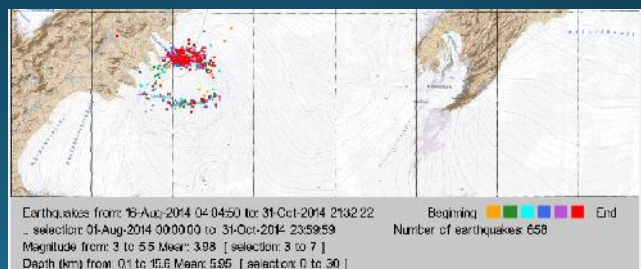 Earthquakes from: 16-Aug-2014 04:04:50 to: 31-Oct-2014 21:32:22
Beginning End
.. selection: 01-Aug-2014 00:00:00 to 31-Oct-2014 23:59:59
Number of earthquakes: 658
Magnitude from: 3 to 5.5 Mean: 3.98 [ selection: 3 to 7 ]
Depth (km) from: 0.1 to 15.6 Mean: 5.95 [ selection: 0 to 30 ]